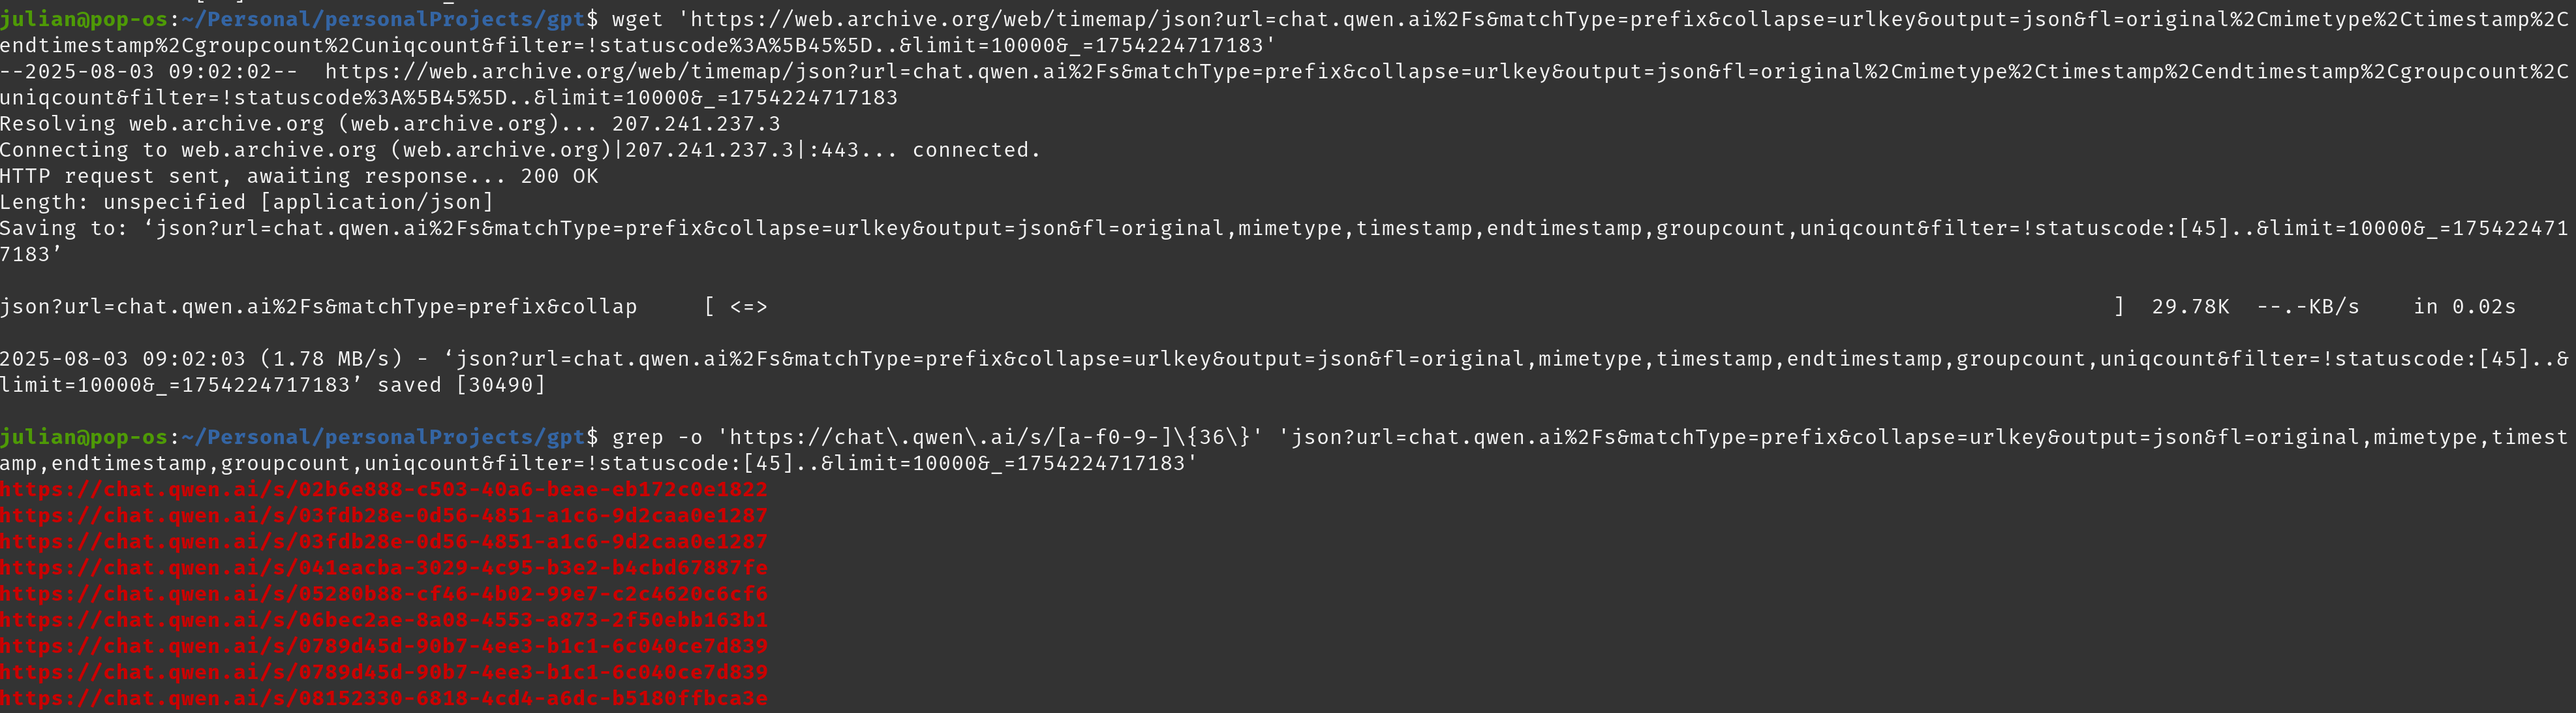 julian@pop-os:~/Personal/personalProjects/gpt$ wget 'https://web.archive.org/web/timemap/json?url=chat.qwen.ai%2Fs&matchType=prefix&collapse=urlkey&output=json&fl=original%2Cmimetype%2Ctimestamp%2C
endtimestamp%2Cgroupcount%2Cuniqcount&filter=!statuscode%3A%5B45%5D..&limit=10000&_=1754224717183'
--2025-08-03 09:02:02--  https://web.archive.org/web/timemap/json?url=chat.qwen.ai%2Fs&matchType=prefix&collapse=urlkey&output=json&fl=original%2Cmimetype%2Ctimestamp%2Cendtimestamp%2Cgroupcount%2C
uniqcount&filter=!statuscode%3A%5B45%5D..&limit=10000&_=1754224717183
Resolving web.archive.org (web.archive.org)... 207.241.237.3
Connecting to web.archive.org (web.archive.org)|207.241.237.3|:443... connected.
HTTP request sent, awaiting response... 200 OK
Length: unspecified [application/json]
Saving to: ‘json?url=chat.qwen.ai%2Fs&matchType=prefix&collapse=urlkey&output=json&fl=original,mimetype,timestamp,endtimestamp,groupcount,uniqcount&filter=!statuscode:[45]..&limit=10000&_=175422471
7183’
json?url=chat.qwen.ai%2Fs&matchType=prefix&collap     [ <=>                                                                                                       ]  29.78K  --.-KB/s    in 0.02s
2025-08-03 09:02:03 (1.78 MB/s) - ‘json?url=chat.qwen.ai%2Fs&matchType=prefix&collapse=urlkey&output=json&fl=original,mimetype,timestamp,endtimestamp,groupcount,uniqcount&filter=!statuscode:[45]..&
limit=10000&_=1754224717183’ saved [30490]
julian@pop-os:~/Personal/personalProjects/gpt$ grep -o 'https://chat\.qwen\.ai/s/[a-f0-9-]\{36\}' 'json?url=chat.qwen.ai%2Fs&matchType=prefix&collapse=urlkey&output=json&fl=original,mimetype,timest
amp,endtimestamp,groupcount,uniqcount&filter=!statuscode:[45]..&limit=10000&_=1754224717183'
https://chat.qwen.ai/s/02b6e888-c503-40a6-beae-eb172c0e1822
https://chat.qwen.ai/s/03fdb28e-0d56-4851-a1c6-9d2caa0e1287
https://chat.qwen.ai/s/03fdb28e-0d56-4851-a1c6-9d2caa0e1287
https://chat.qwen.ai/s/041eacba-3029-4c95-b3e2-b4cbd67887fe
https://chat.qwen.ai/s/05280b88-cf46-4b02-99e7-c2c4620c6cf6
https://chat.qwen.ai/s/06bec2ae-8a08-4553-a873-2f50ebb163b1
https://chat.qwen.ai/s/0789d45d-90b7-4ee3-b1c1-6c040ce7d839
https://chat.qwen.ai/s/0789d45d-90b7-4ee3-b1c1-6c040ce7d839
https://chat.qwen.ai/s/08152330-6818-4cd4-a6dc-b5180ffbca3e